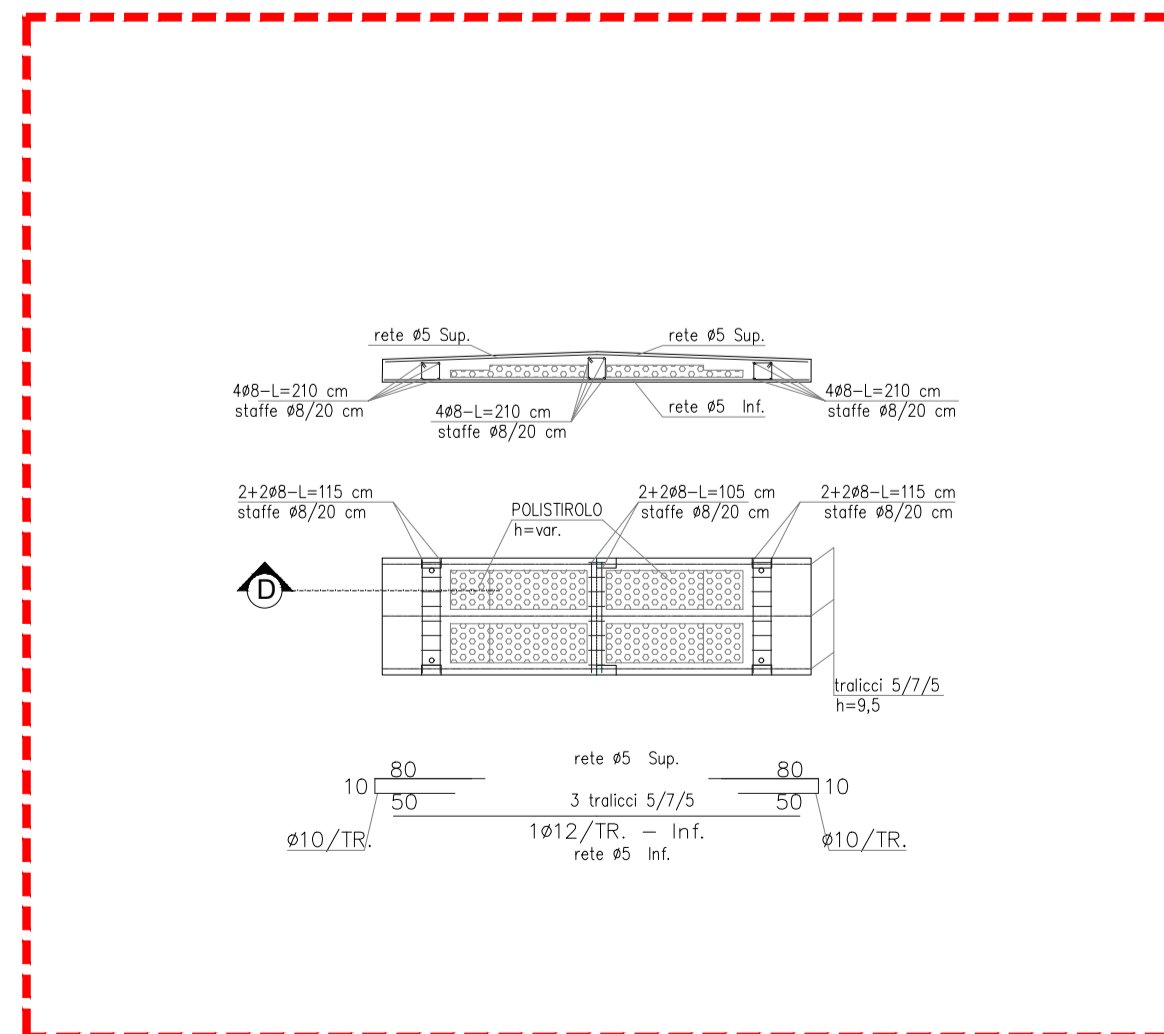 rete ø5 Sup.
rete ø5 Sup.
4ø8-L=210 cm
staffe ø8/20 cm
4ø8-L=210 cm
staffe ø8/20 cm
rete ø5 Inf.
4ø8-L=210 cm
staffe ø8/20 cm
2+2ø8-L=115 cm
staffe ø8/20 cm
POLISTIROLO
h=var.
2+2ø8-L=105 cm
staffe ø8/20 cm
2+2ø8-L=115 cm
staffe ø8/20 cm
D
tralicci 5/7/5
h=9,5
rete ø5 Sup.
80
80
10
10
50
3 tralicci 5/7/5
50
1ø12/TR. - Inf.
ø10/TR.
ø10/TR.
rete ø5 Inf.